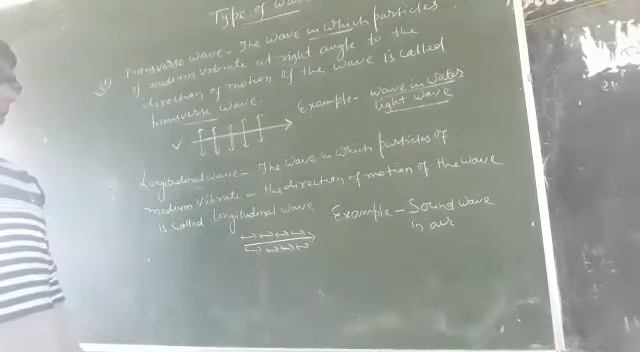 Type of wave
(1) Transverse wave - The wave in which particles
of medium vibrate at right angle to the
direction of motion of the wave is called
transverse wave.
Example - wave in water
light wave
Longitudinal wave - The wave in which particles of
medium vibrate in the direction of motion of the wave
is called longitudinal wave
Example - Sound wave
in air